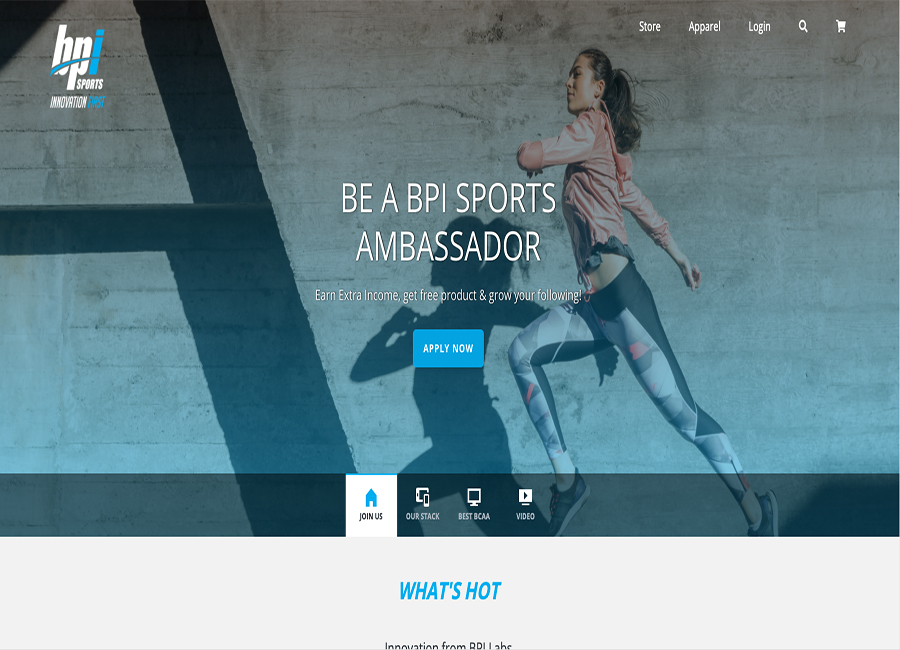 Store
Apparel
Login
bpi
SPORTS
INNOVATION FIRST
BE A BPI SPORTS
AMBASSADOR
Earn Extra Income, get free product & grow your following!
APPLY NOW
JOIN US
OUR STACK
BEST BCAA
VIDEO
WHAT'S HOT
Innovation from BPI Labs